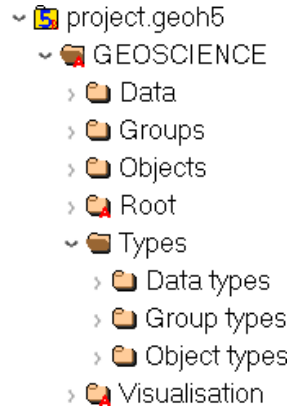 project.geoh5
GEOSCIENCE
Data
Groups
Objects
Root
Types
Data types
Group types
Object types
Visualisation